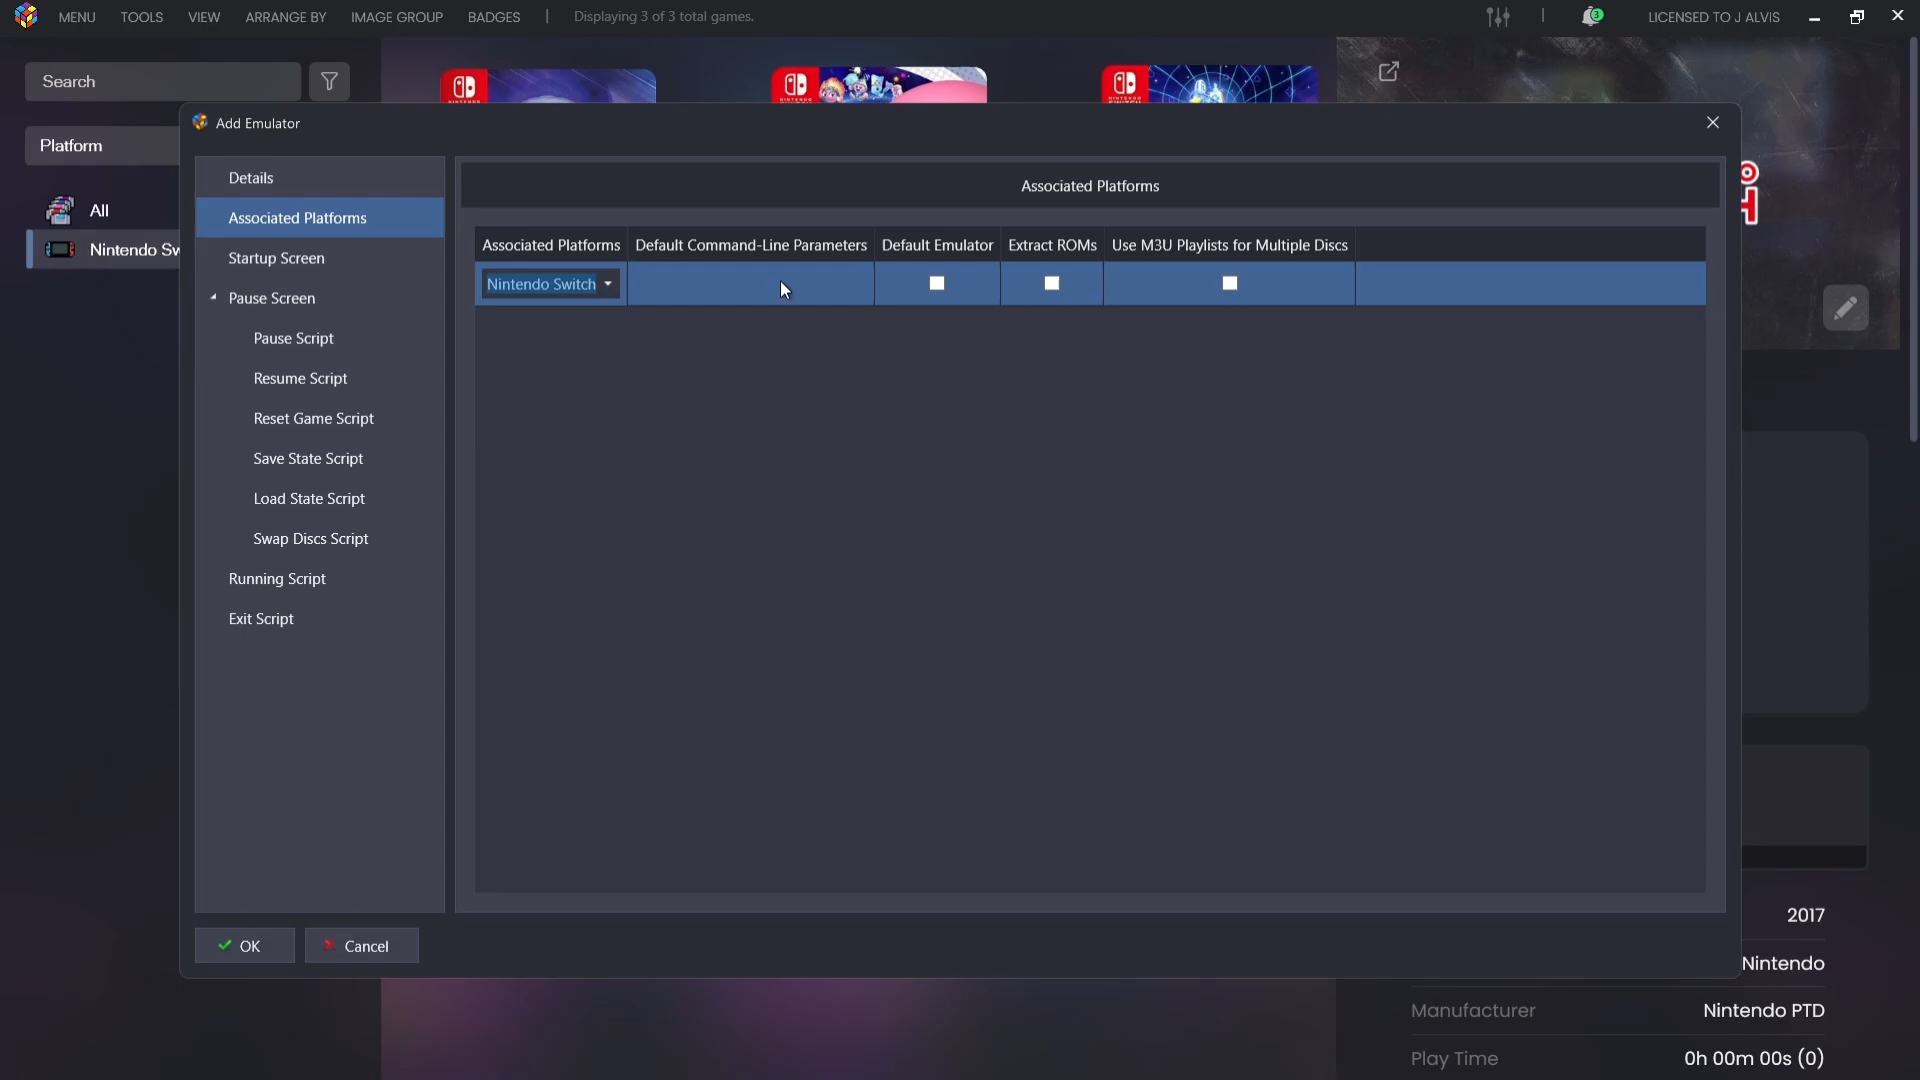 MENU TOOLS VIEW ARRANGE BY IMAGE GROUP BADGES | Displaying 3 of 3 total games. 3 LICENSED TO J ALVIS
Search
Platform
All
Nintendo Sw
Add Emulator
Details
Associated Platforms
Startup Screen
Pause Screen
Pause Script
Resume Script
Reset Game Script
Save State Script
Load State Script
Swap Discs Script
Running Script
Exit Script
Associated Platforms
Associated Platforms Default Command-Line Parameters Default Emulator Extract ROMs Use M3U Playlists for Multiple Discs
Nintendo Switch
OK Cancel
2017
Nintendo
Manufacturer Nintendo PTD
Play Time 0h 00m 00s (0)